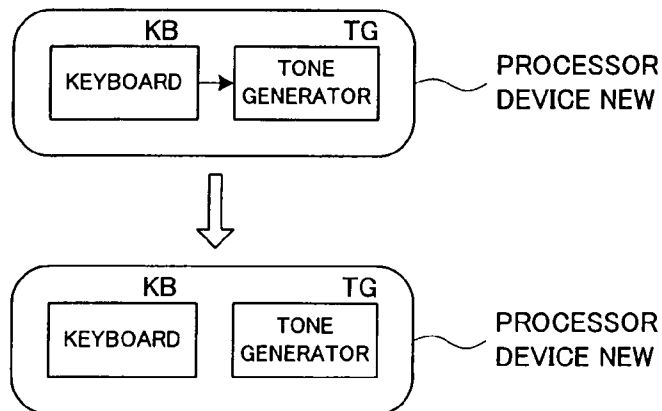 KB
TG
KEYBOARD
TONE
GENERATOR
PROCESSOR
DEVICE NEW
KB
TG
KEYBOARD
TONE
GENERATOR
PROCESSOR
DEVICE NEW